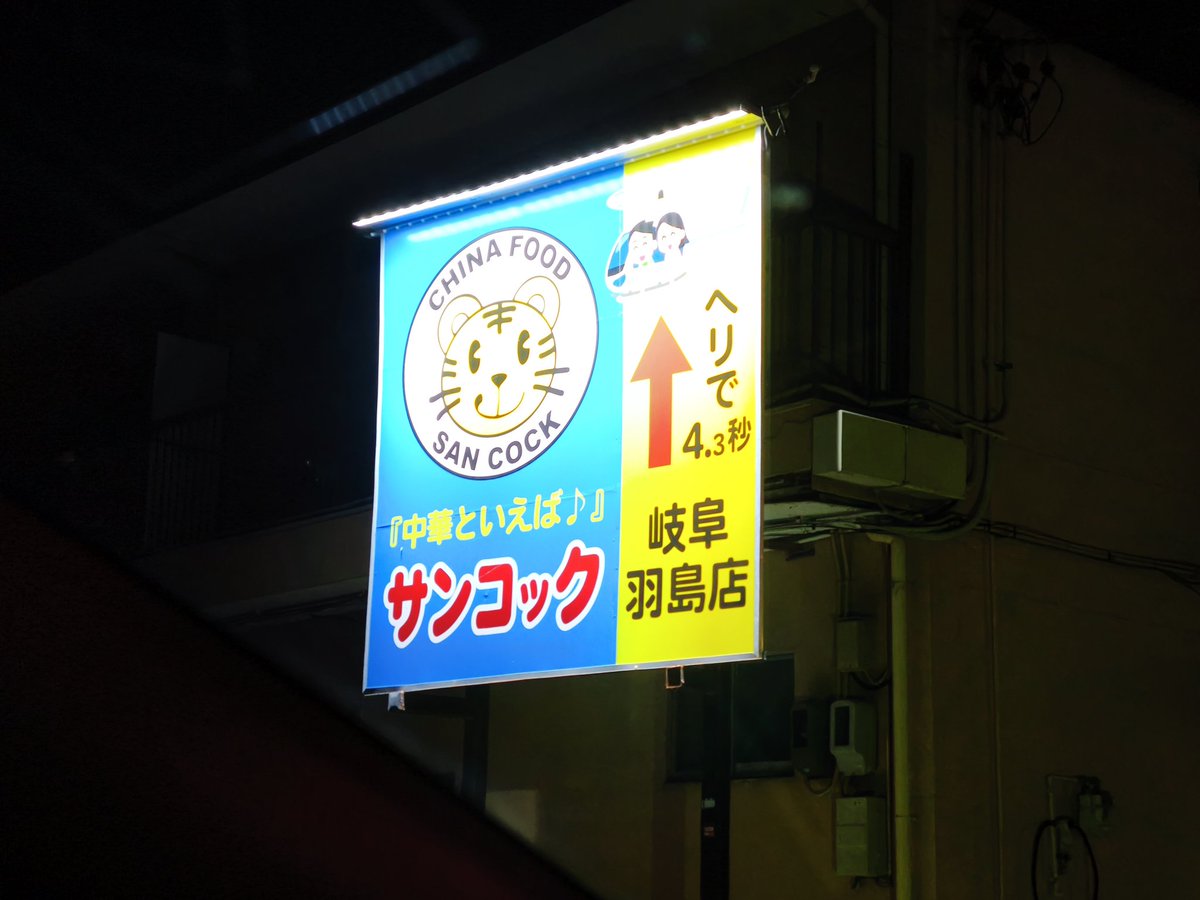 CHINA FOOD
SAN COCK
『中華といえば♪』
サンコック
ヘリで
4.3秒
岐阜
羽島店